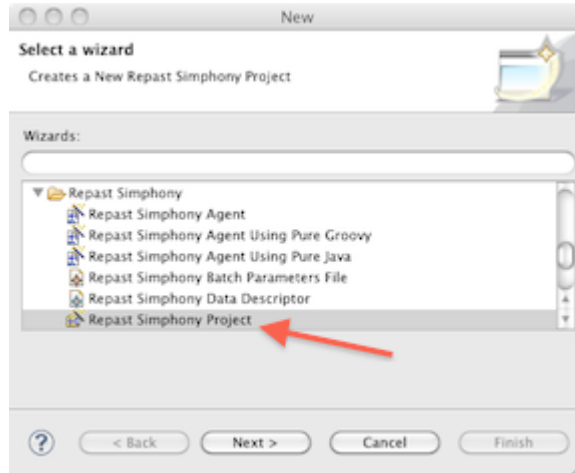 New
Select a wizard
Creates a New Repast Simphony Project
Wizards:
Repast Simphony
Repast Simphony Agent
Repast Simphony Agent Using Pure Groovy
Repast Simphony Agent Using Pure Java
Repast Simphony Batch Parameters File
Repast Simphony Data Descriptor
Repast Simphony Project
? < Back Next > Cancel Finish